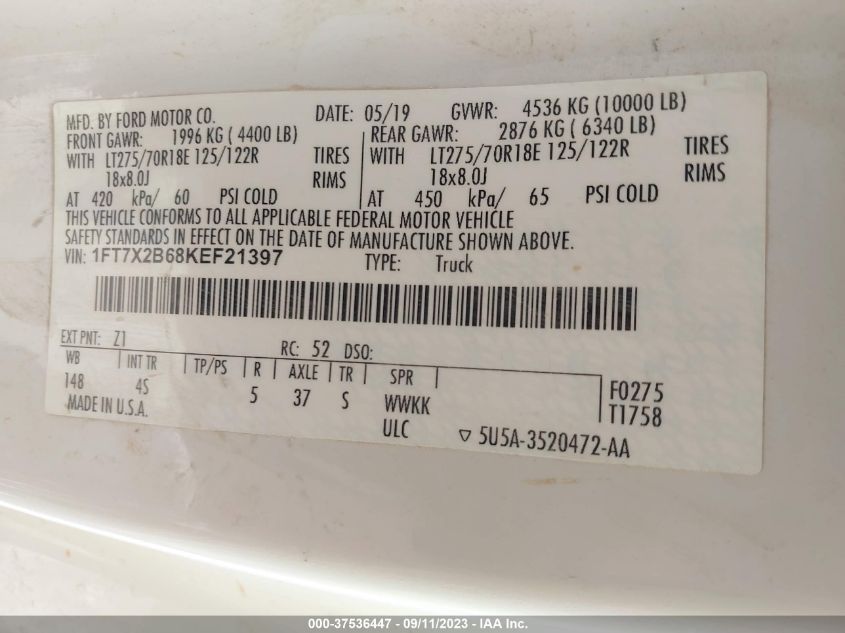 MFD. BY FORD MOTOR CO. DATE: 05/19 GVWR: 4536 KG (10000 LB)
FRONT GAWR: 1996 KG ( 4400 LB) REAR GAWR: 2876 KG ( 6340 LB)
WITH LT275/70R18E 125/122R TIRES WITH LT275/70R18E 125/122R TIRES
18x8.0J RIMS 18x8.0J RIMS
AT 420 kPa/ 60 PSI COLD AT 450 kPa/ 65 PSI COLD
THIS VEHICLE CONFORMS TO ALL APPLICABLE FEDERAL MOTOR VEHICLE
SAFETY STANDARDS IN EFFECT ON THE DATE OF MANUFACTURE SHOWN ABOVE.
VIN: 1FT7X2B68KEF21397 TYPE: Truck
EXT PNT: Z1 RC: 52 DSO:
WB INT TR TP/PS R AXLE TR SPR
148 4S 5 37 S WWKK F0275
MADE IN U.S.A. ULC T1758
5U5A-3520472-AA
000-37536447 - 09/11/2023 - IAA Inc.